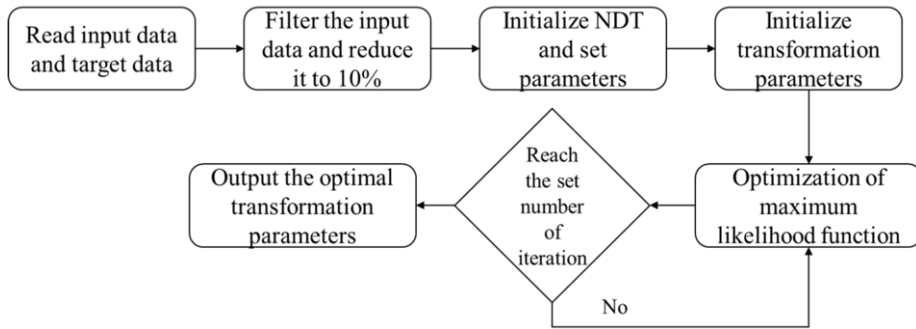 Read input data
and target data
Filter the input
data and reduce
it to 10%
Initialize NDT
and set
parameters
Initialize
transformation
parameters
Optimization of
maximum
likelihood function
Reach
the set
number
of
iteration
No
Output the optimal
transformation
parameters